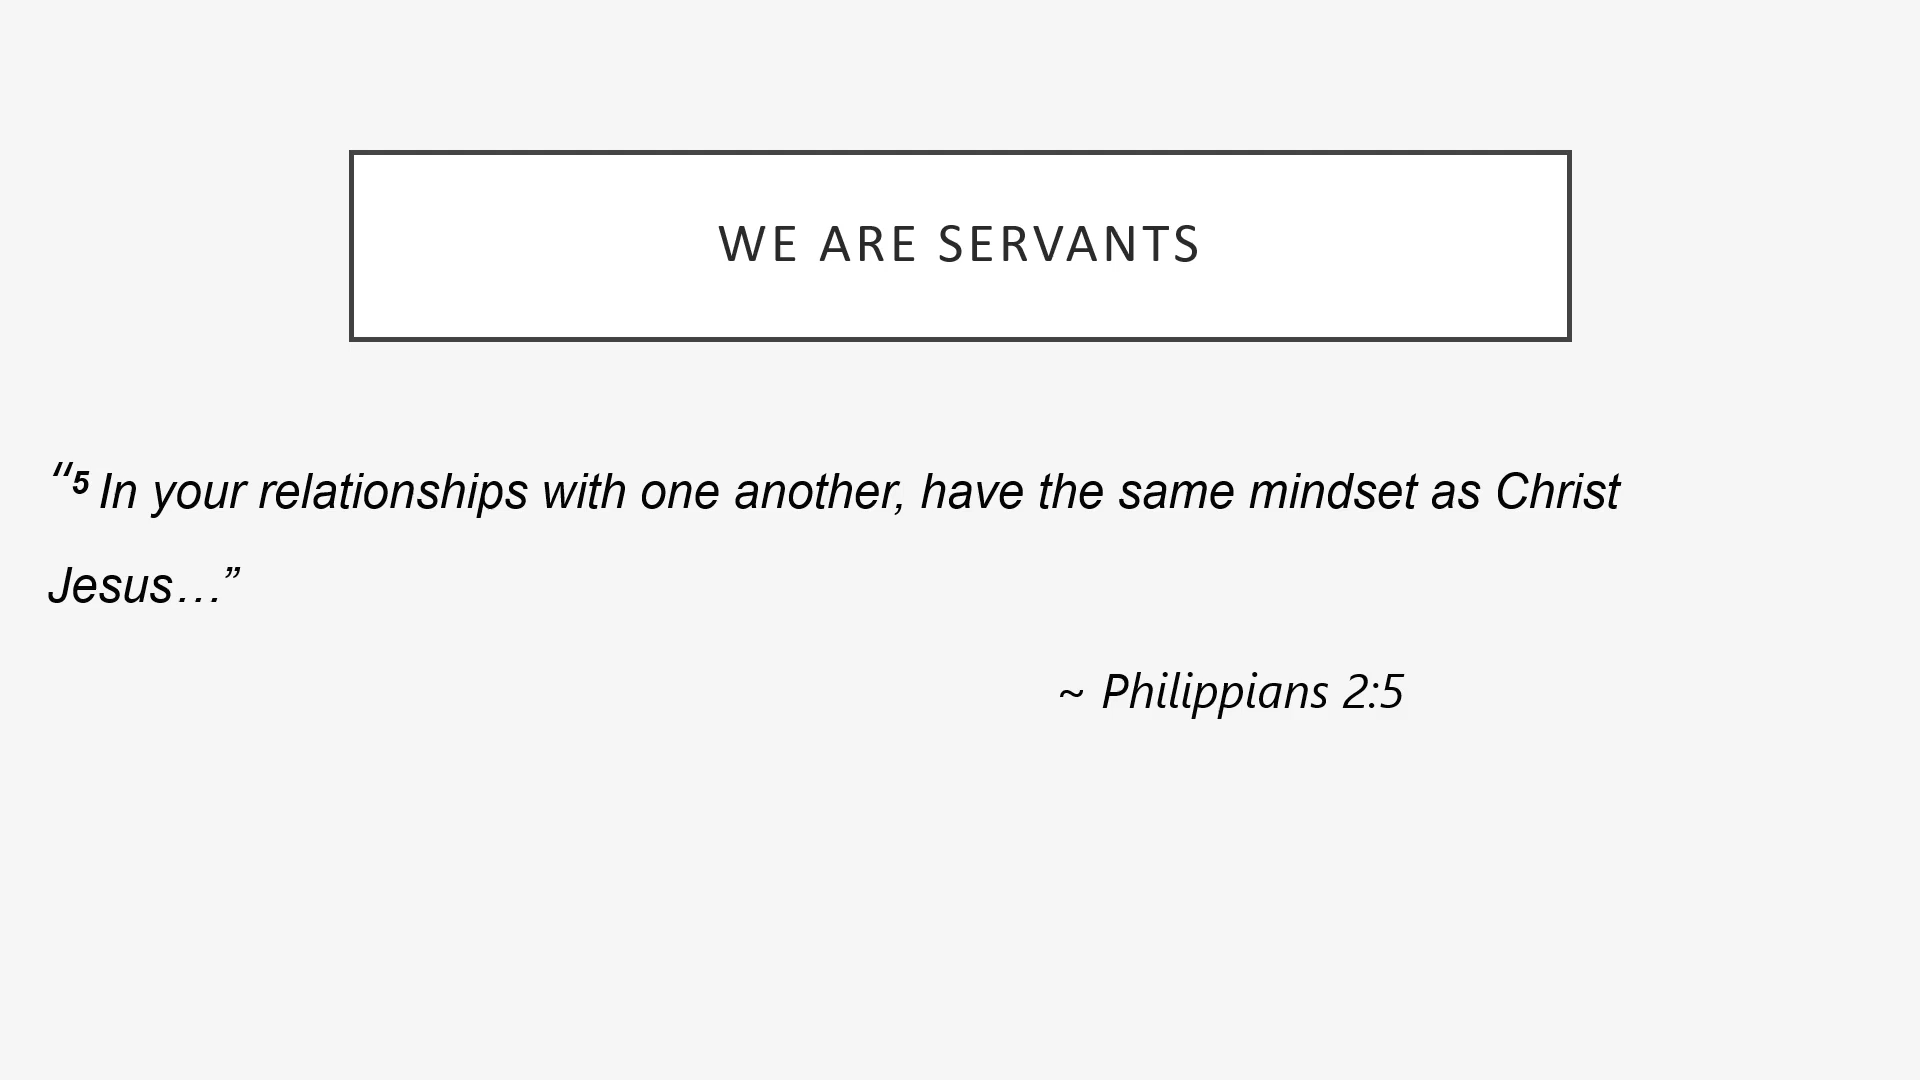 WE ARE SERVANTS
“5 In your relationships with one another, have the same mindset as Christ
Jesus…”
~ Philippians 2:5